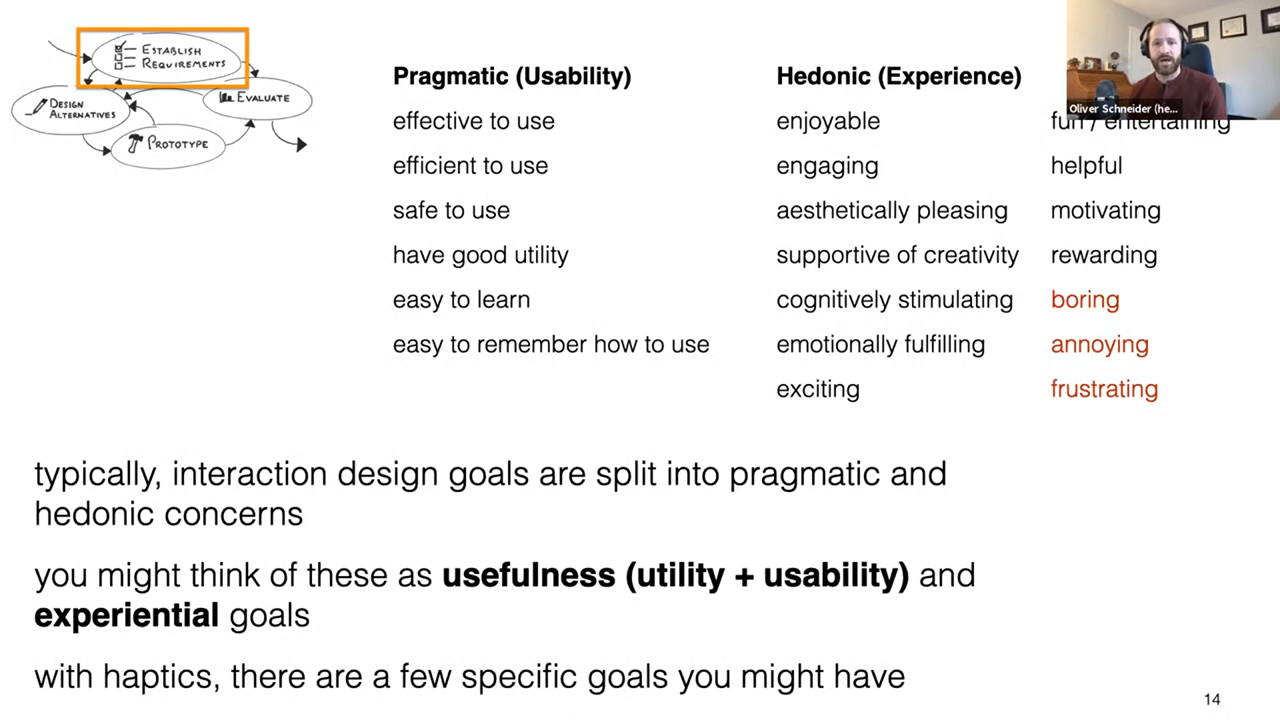 ESTABLISH
REQUIREMENTS
DESIGN
ALTERNATIVES
EVALUATE
PROTOTYPE
Pragmatic (Usability)
effective to use
efficient to use
safe to use
have good utility
easy to learn
easy to remember how to use
Hedonic (Experience)
enjoyable
engaging
aesthetically pleasing
supportive of creativity
cognitively stimulating
emotionally fulfilling
exciting
Oliver Schneider (he...
fun / entertaining
helpful
motivating
rewarding
boring
annoying
frustrating
typically, interaction design goals are split into pragmatic and
hedonic concerns
you might think of these as usefulness (utility + usability) and
experiential goals
with haptics, there are a few specific goals you might have
14